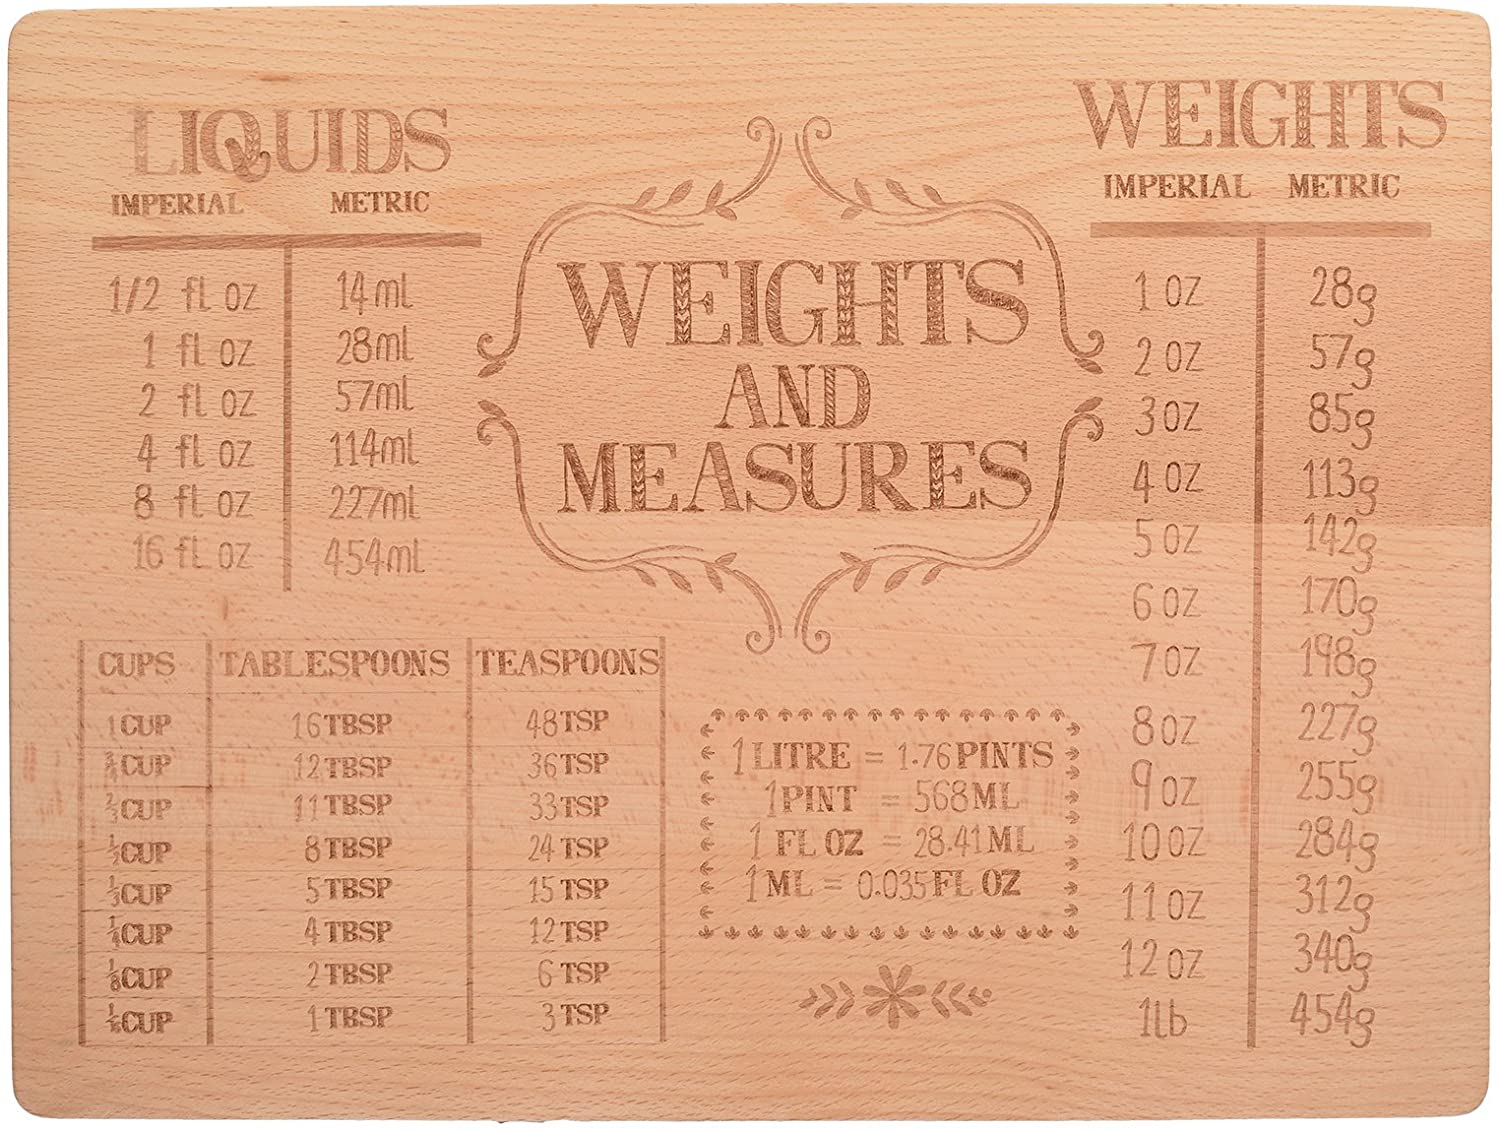 LIQUIDS
IMPERIAL METRIC
1/2 fl oz 14ml
1 fl oz 28ml
2 fl oz 57ml
4 fl oz 114ml
8 fl oz 227ml
16 fl oz 454ml
WEIGHTS
AND
MEASURES
WEIGHTS
IMPERIAL METRIC
1 oz 28g
2 oz 57g
3 oz 85g
4 oz 113g
5 oz 142g
6 oz 170g
7 oz 198g
8 oz 227g
9 oz 255g
10 oz 284g
11 oz 312g
12 oz 340g
1lb 454g
CUPS TABLESPOONS TEASPOONS
1 CUP 16 TBSP 48 TSP
3/4 CUP 12 TBSP 36 TSP
2/3 CUP 11 TBSP 33 TSP
1/2 CUP 8 TBSP 24 TSP
1/3 CUP 5 TBSP 15 TSP
1/4 CUP 4 TBSP 12 TSP
1/8 CUP 2 TBSP 6 TSP
1/16 CUP 1 TBSP 3 TSP
1 LITRE = 1.76 PINTS
1 PINT = 568 ML
1 FL OZ = 28.41 ML
1 ML = 0.035 FL OZ